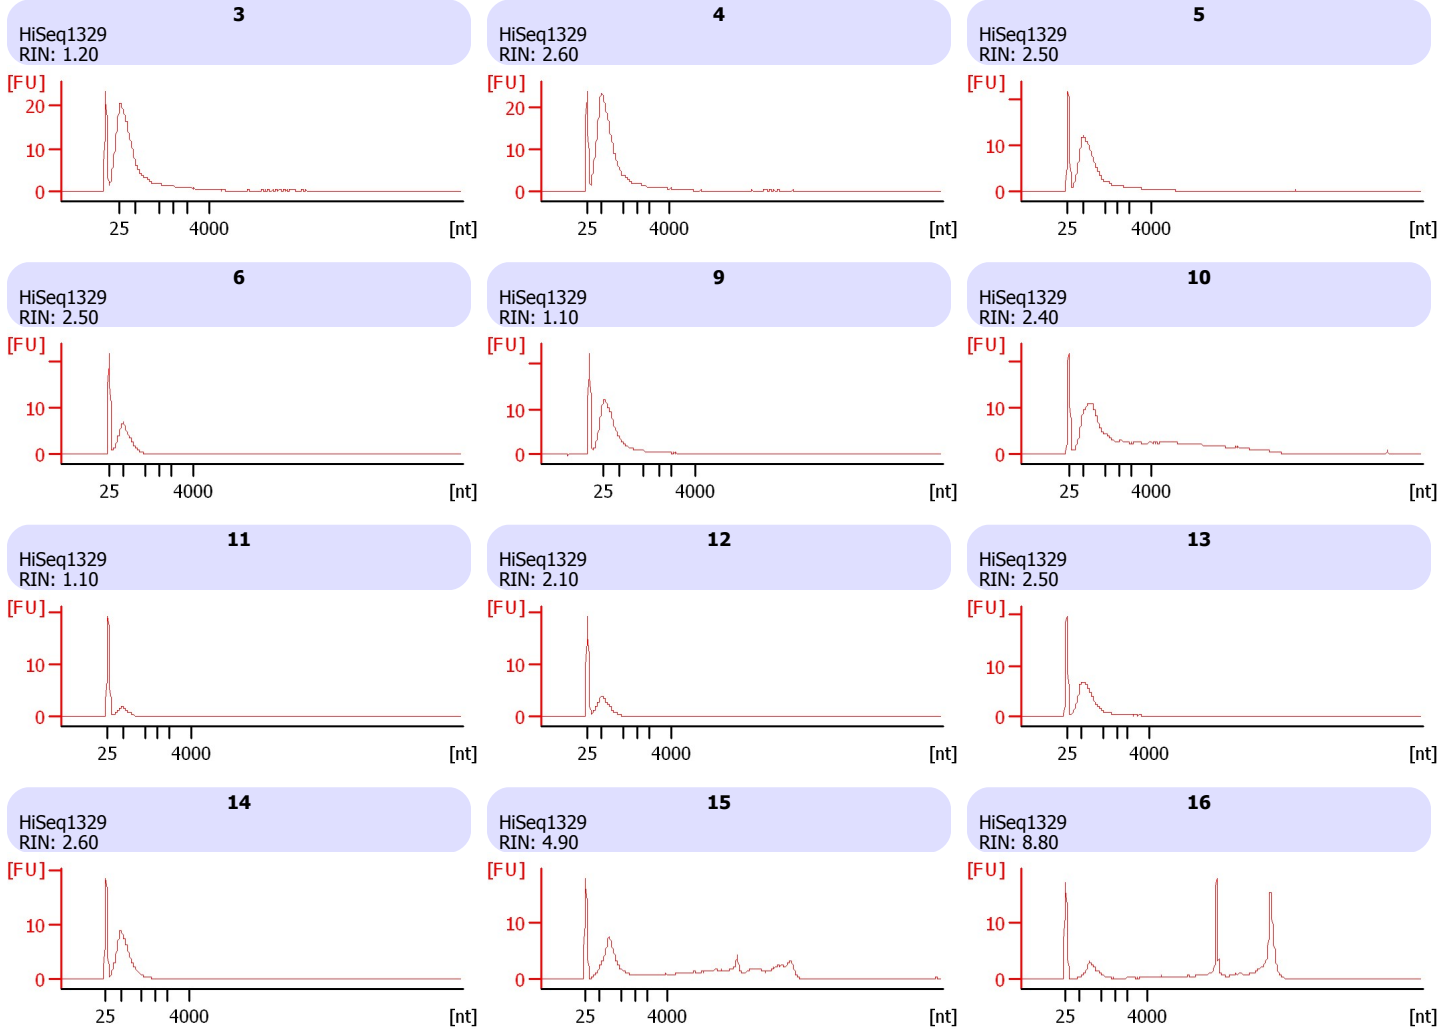 3
HiSeq1329
RIN: 1.20
[FU]
20
10
0
25
4000
[nt]
4
HiSeq1329
RIN: 2.60
[FU]
20
10
0
25
4000
[nt]
5
HiSeq1329
RIN: 2.50
[FU]
10
0
25
4000
[nt]
6
HiSeq1329
RIN: 2.50
[FU]
10
0
25
4000
[nt]
9
HiSeq1329
RIN: 1.10
[FU]
10
0
25
4000
[nt]
10
HiSeq1329
RIN: 2.40
[FU]
10
0
25
4000
[nt]
11
HiSeq1329
RIN: 1.10
[FU]
10
0
25
4000
[nt]
12
HiSeq1329
RIN: 2.10
[FU]
10
0
25
4000
[nt]
13
HiSeq1329
RIN: 2.50
[FU]
10
0
25
4000
[nt]
14
HiSeq1329
RIN: 2.60
[FU]
10
0
25
4000
[nt]
15
HiSeq1329
RIN: 4.90
[FU]
10
0
25
4000
[nt]
16
HiSeq1329
RIN: 8.80
[FU]
10
0
25
4000
[nt]